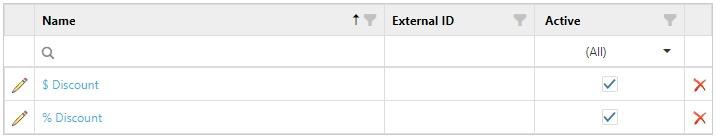 Name External ID Active
(All)
$ Discount
% Discount